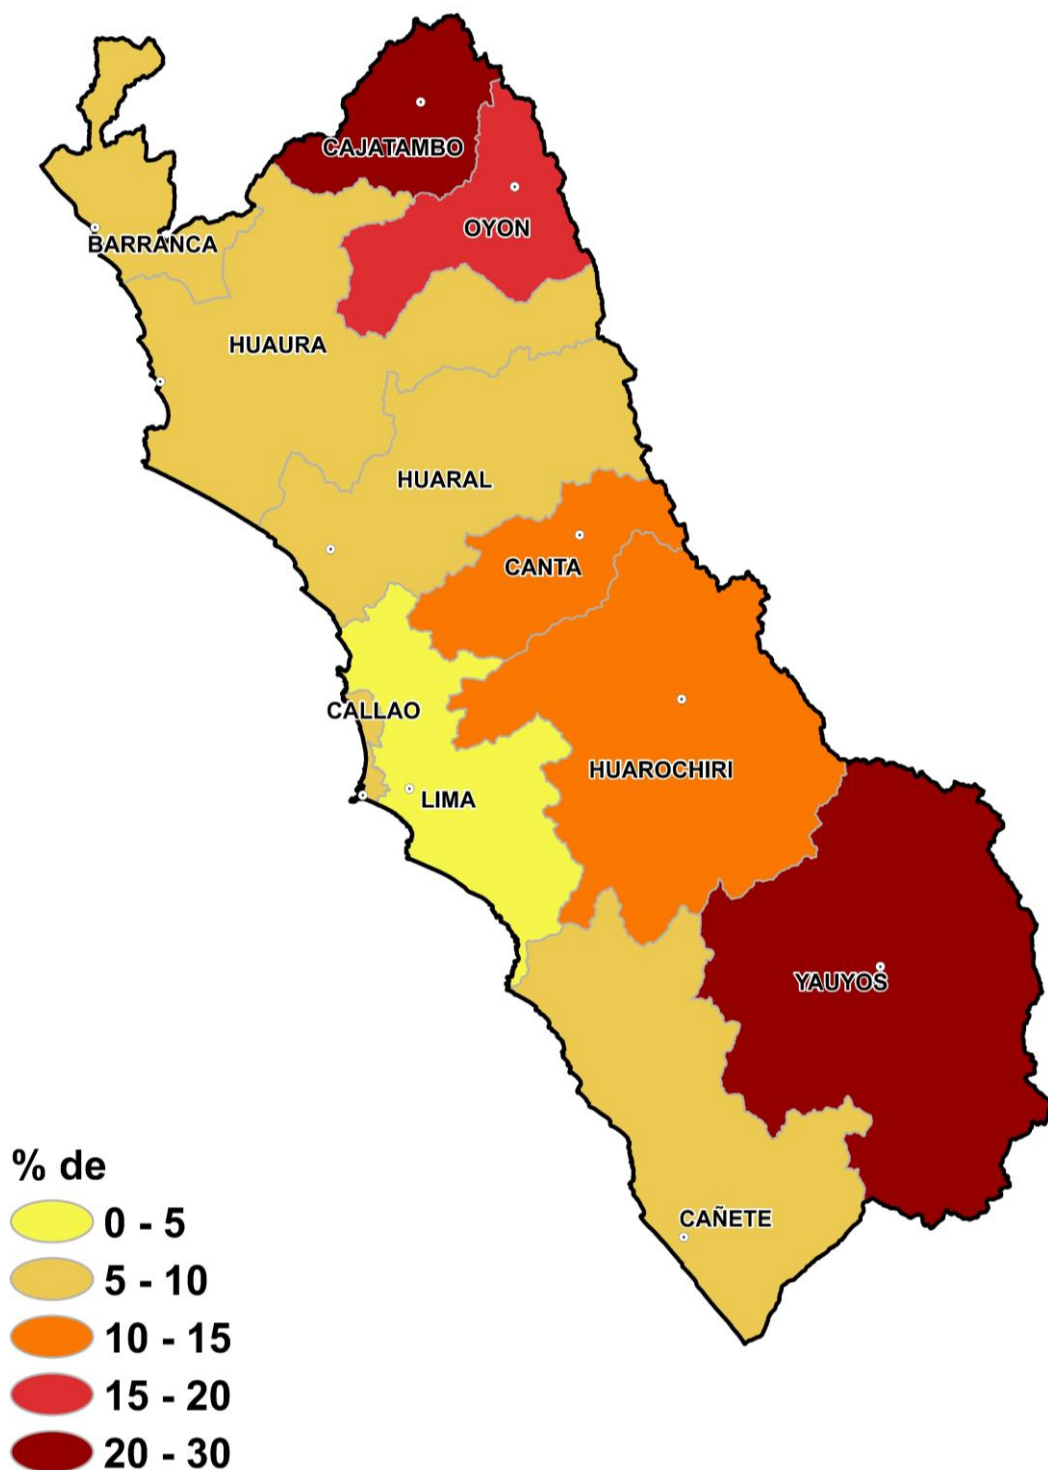 CAJATAMBO
OYON
BARRANCA
HUAURA
HUARAL
CANTA
CALLAO
HUAROCHIRI
LIMA
YAUYOS
CAÑETE
% de
0 - 5
5 - 10
10 - 15
15 - 20
20 - 30